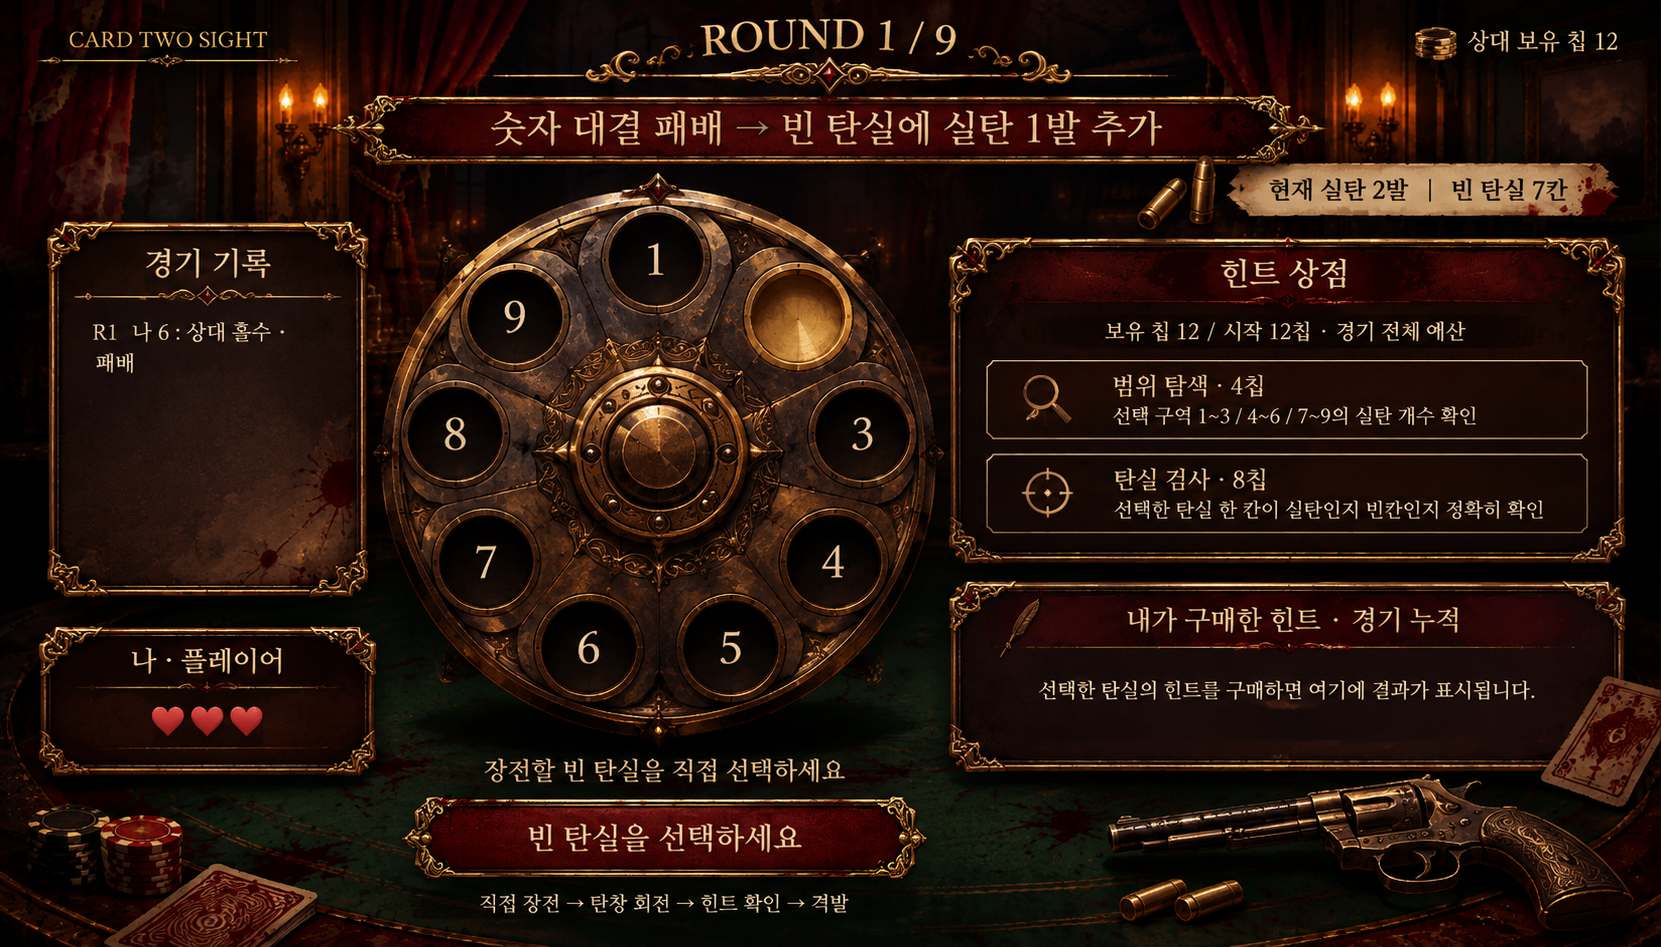 CARD TWO SIGHT
ROUND 1 / 9
상대 보유 칩 12
숫자 대결 패배 → 빈 탄실에 실탄 1발 추가
현재 실탄 2발 | 빈 탄실 7칸
경기 기록
R1 나 6 : 상대 홀수 ·
패배
나 · 플레이어
1
9
8
3
7
4
6
5
장전할 빈 탄실을 직접 선택하세요
빈 탄실을 선택하세요
직접 장전 → 탄창 회전 → 힌트 확인 → 격발
힌트 상점
보유 칩 12 / 시작 12칩 · 경기 전체 예산
범위 탐색 · 4칩
선택 구역 1~3 / 4~6 / 7~9의 실탄 개수 확인
탄실 검사 · 8칩
선택한 탄실 한 칸이 실탄인지 빈칸인지 정확히 확인
내가 구매한 힌트 · 경기 누적
선택한 탄실의 힌트를 구매하면 여기에 결과가 표시됩니다.